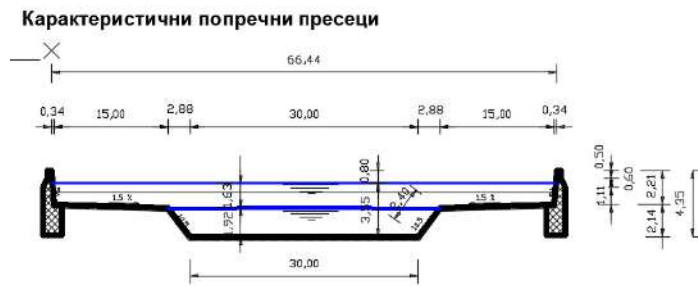 Карактеристични попречни пресеци
66,44
0,34 15,00 2,88 30,00 2,88 15,00 0,34
0,80 0,50
0,60
1,63 1,11 2,21
1.5 % 2,40 1.5 % 4,35
1,92 3,55 2,14
30,00